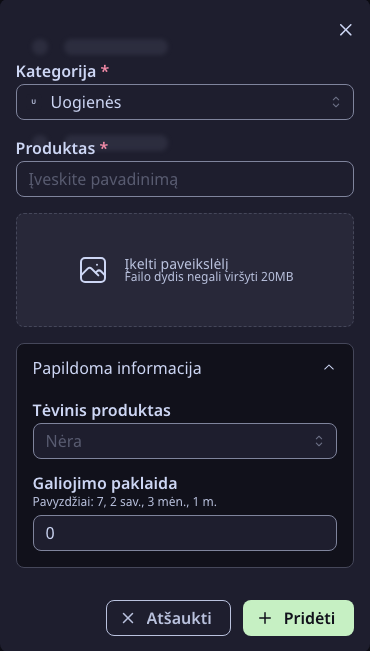 Kategorija *
U Uogienės
Produktas *
Įveskite pavadinimą
Įkelti paveikslėlį
Failo dydis negali viršyti 20MB
Papildoma informacija
Tėvinis produktas
Nėra
Galiojimo paklaida
Pavyzdžiai: 7, 2 sav., 3 mėn., 1 m.
0
Atšaukti
Pridėti